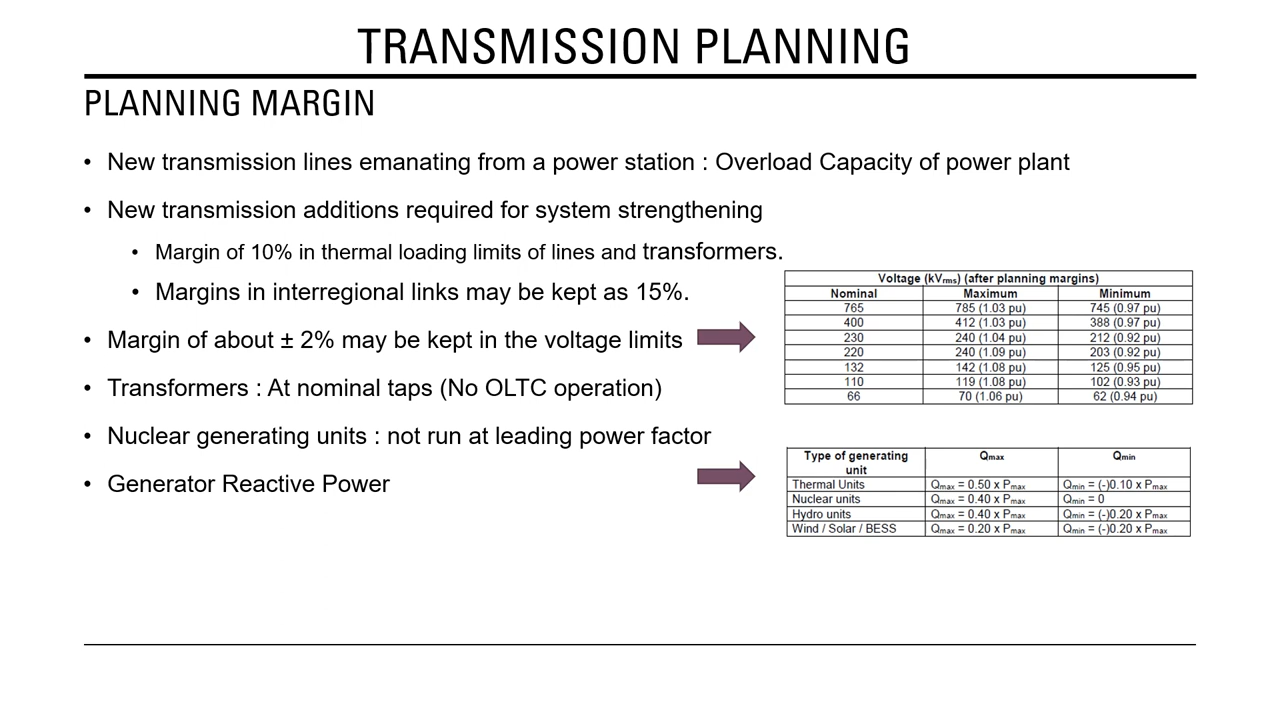 TRANSMISSION PLANNING
PLANNING MARGIN
• New transmission lines emanating from a power station : Overload Capacity of power plant
• New transmission additions required for system strengthening
• Margin of 10% in thermal loading limits of lines and transformers.
• Margins in interregional links may be kept as 15%.
• Margin of about ± 2% may be kept in the voltage limits
• Transformers : At nominal taps (No OLTC operation)
• Nuclear generating units : not run at leading power factor
• Generator Reactive Power
Voltage (kVrms) (after planning margins)
Nominal Maximum Minimum
765 785 (1.03 pu) 745 (0.97 pu)
400 412 (1.03 pu) 388 (0.97 pu)
230 240 (1.04 pu) 212 (0.92 pu)
220 240 (1.09 pu) 203 (0.92 pu)
132 142 (1.08 pu) 125 (0.95 pu)
110 119 (1.08 pu) 102 (0.93 pu)
66 70 (1.06 pu) 62 (0.94 pu)
Type of generating Qmax Qmin
unit
Thermal Units Qmax = 0.50 x Pmax Qmin = (-)0.10 x Pmax
Nuclear units Qmax = 0.40 x Pmax Qmin = 0
Hydro units Qmax = 0.40 x Pmax Qmin = (-)0.20 x Pmax
Wind / Solar / BESS Qmax = 0.20 x Pmax Qmin = (-)0.20 x Pmax